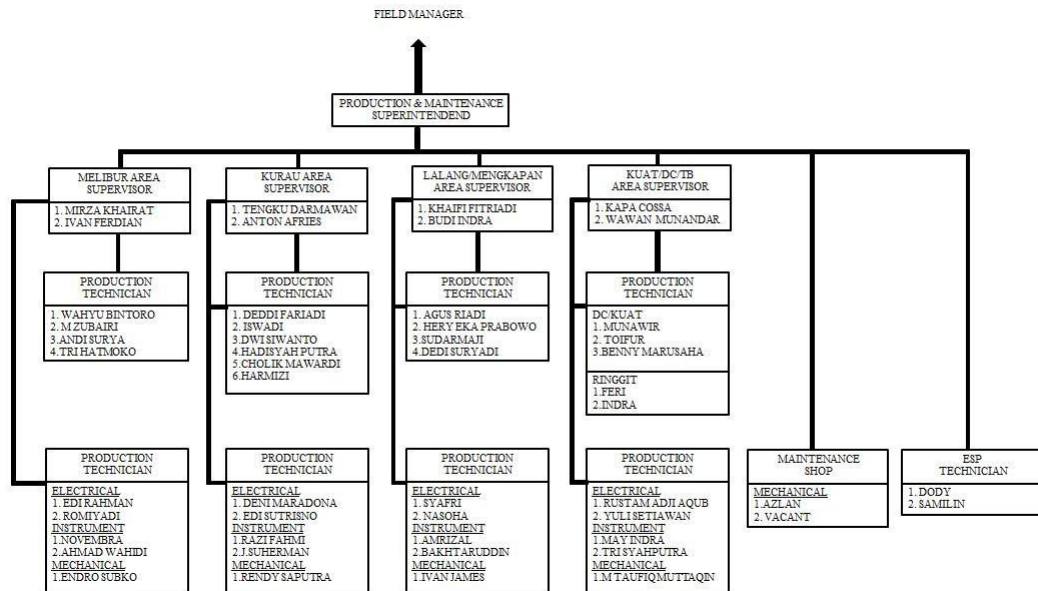 FIELD MANAGER
PRODUCTION & MAINTENANCE
SUPERINTENDEND
MELIBUR AREA
SUPERVISOR
1. MIRZA KHAIRAT
2. IVAN FERDIAN
KURAU AREA
SUPERVISOR
1. TENGKU DARMAWAN
2. ANTON AFRIES
LALANG/MENGKAPAN
AREA SUPERVISOR
1. KHAIFI FITRIADI
2. BUDI INDRA
KUAT/DC/TB
AREA SUPERVISOR
1. KAPA COSSA
2. WAWAN MUNANDAR
PRODUCTION
TECHNICIAN
1. WAHYU BINTORO
2. M ZUBAIRI
3.ANDI SURYA
4.TRI HATMOKO
PRODUCTION
TECHNICIAN
1. DEDDI FARIADI
2. ISWADI
3.DWI SIWANTO
4.HADISYAH PUTRA
5.CHOLIK MAWARDI
6.HARMIZI
PRODUCTION
TECHNICIAN
1. AGUS RIADI
2.HERY EKA PRABOWO
3.SUDARMAJI
4.DEDI SURYADI
PRODUCTION
TECHNICIAN
DC/KUAT
1. MUNAWIR
2. TOIFUR
3.BENNY MARUSAHA
RINGGIT
1.FERI
2.INDRA
PRODUCTION
TECHNICIAN
ELECTRICAL
1. EDI RAHMAN
2. ROMIYADI
INSTRUMENT
1.NOVEMBRA
2.AHMAD WAHIDI
MECHANICAL
1.ENDRO SUBKO
PRODUCTION
TECHNICIAN
ELECTRICAL
1. DENI MARADONA
2. EDI SUTRISNO
INSTRUMENT
1.RAZI FAHMI
2.J.SUHERMAN
MECHANICAL
1.RENDY SAPUTRA
PRODUCTION
TECHNICIAN
ELECTRICAL
1.SYAFRI
2. NASOHA
INSTRUMENT
1.AMRIZAL
2.BAKHTARUDDIN
MECHANICAL
1.IVAN JAMES
PRODUCTION
TECHNICIAN
ELECTRICAL
1. RUSTAM ADJI AQUB
2. YULI SETIAWAN
INSTRUMENT
1.MAY INDRA
2.TRI SYAHPUTRA
MECHANICAL
1.M TAUFIQ MUTTAQIN
MAINTENANCE
SHOP
MECHANICAL
1.AZLAN
2. VACANT
ESP
TECHNICIAN
1. DODY
2. SAMILIN